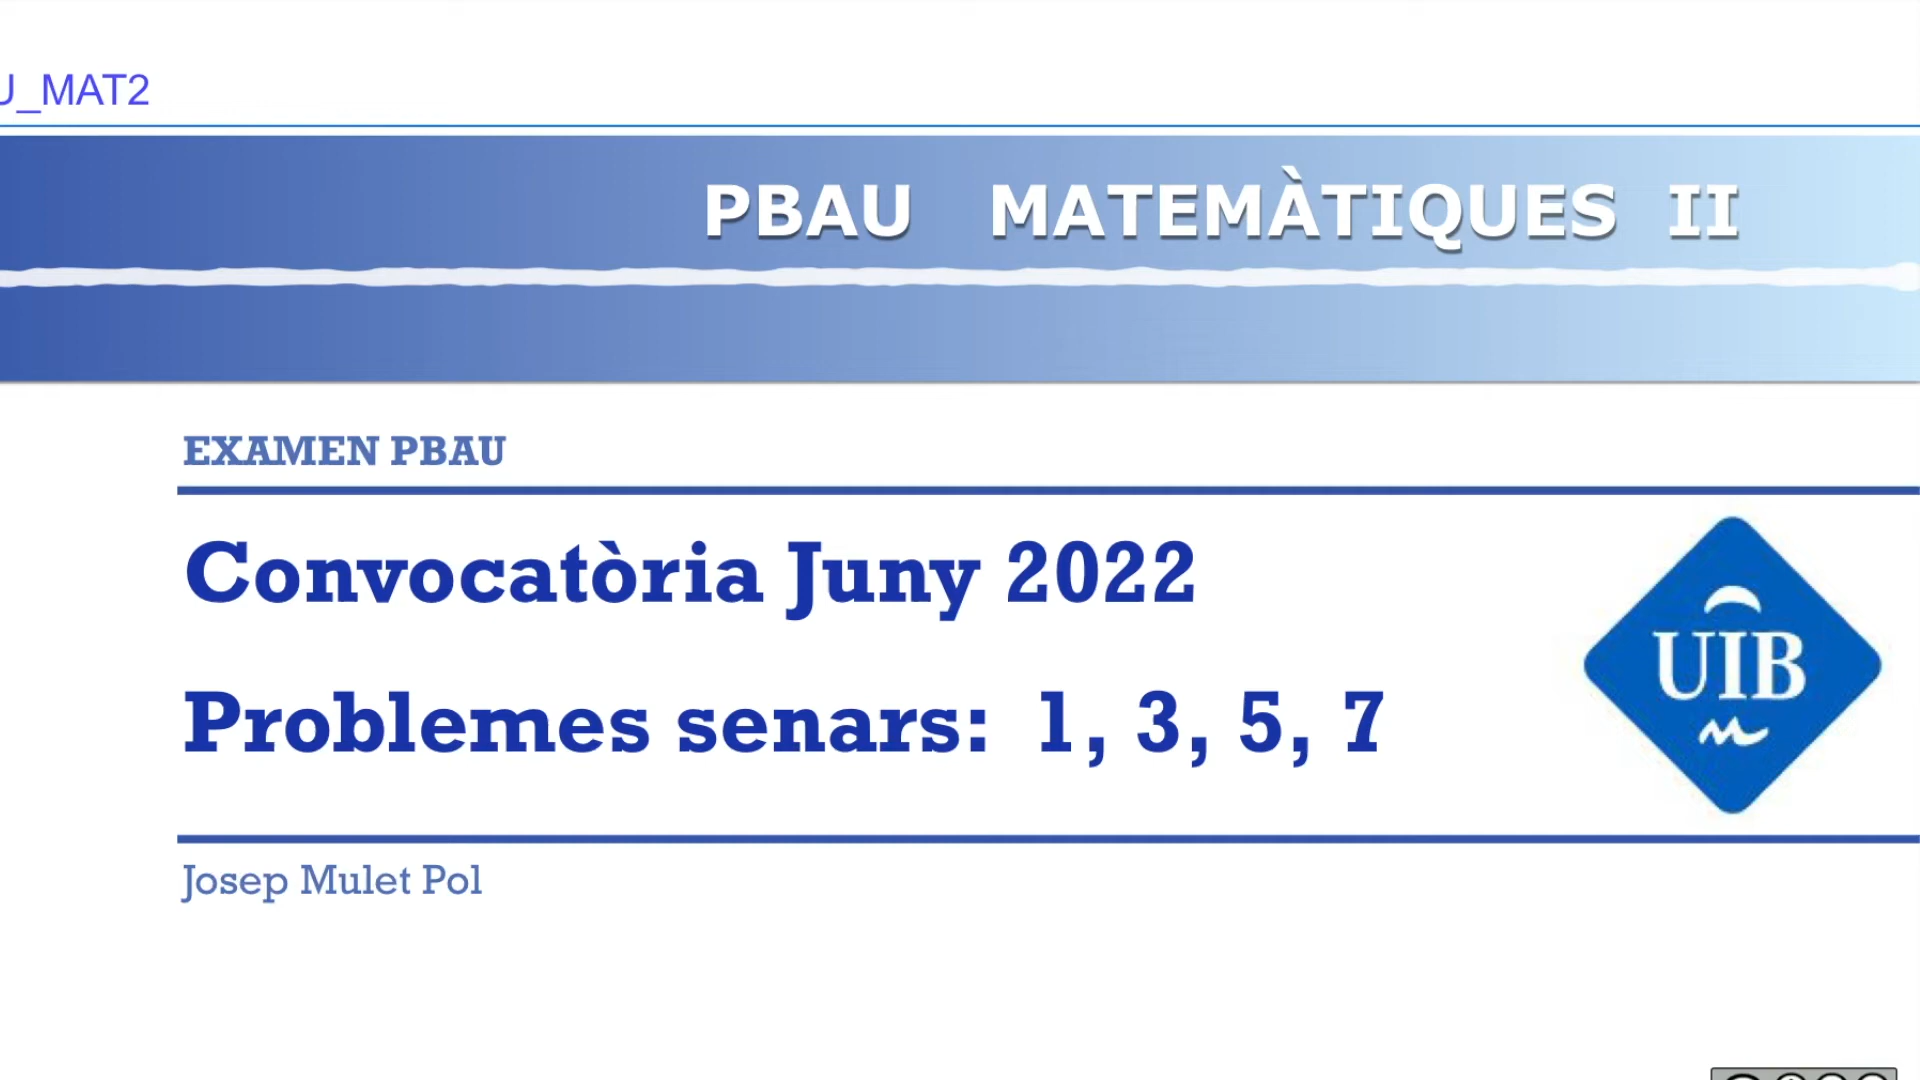 U_MAT2
PBAU MATEMÀTIQUES II
EXAMEN PBAU
Convocatòria Juny 2022
Problemes senars: 1, 3, 5, 7
UIB
Josep Mulet Pol